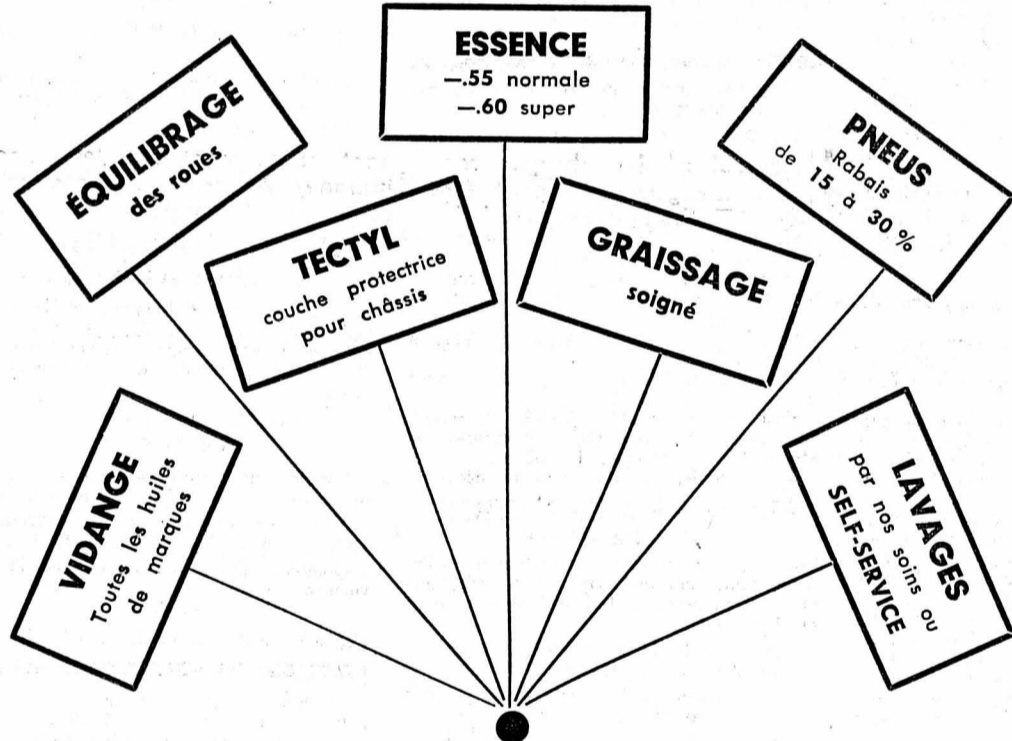 ESSENCE
—.55 normale
—.60 super
ÉQUILIBRAGE
des roues
PNEUS
Rabais
de 15 à 30 %
TECTYL
couche protectrice
pour châssis
GRAISSAGE
soigné
VIDANGE
Toutes les huiles
de marques
LAVAGES
par nos soins ou
SELF-SERVICE